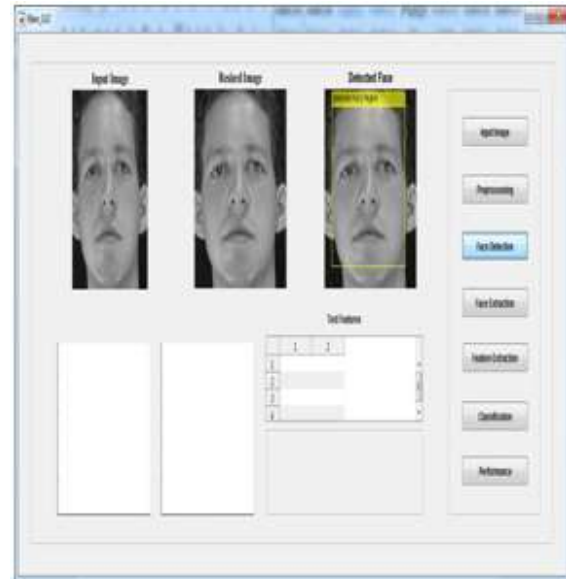 Input Image
Resized Image
Detected Face
Input Image
Preprocessing
Face Detection
Face Extraction
Test Features
1 2
1
2
3
4
Feature Extraction
Classification
Performance